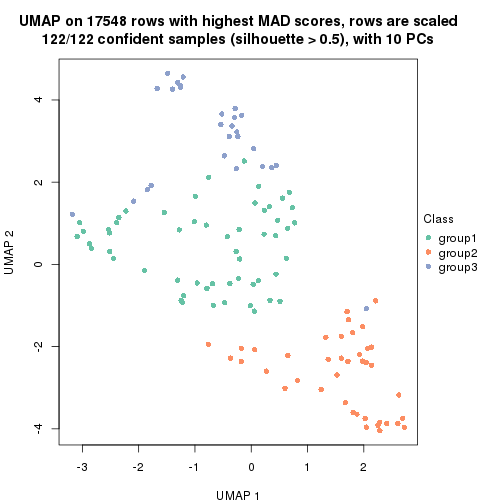 UMAP on 17548 rows with highest MAD scores, rows are scaled
122/122 confident samples (silhouette > 0.5), with 10 PCs
4
2
0
-2
-4
UMAP 2
-3
-2
-1
0
1
2
UMAP 1
Class
group1
group2
group3